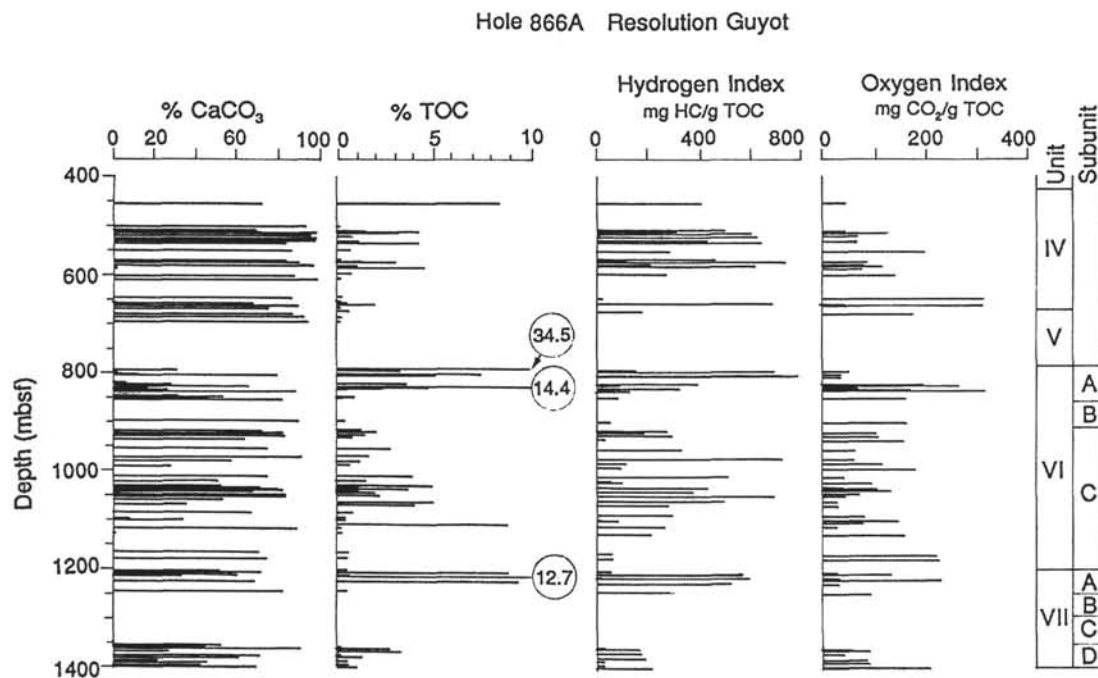 Hole 866A Resolution Guyot
% CaCO₃
% TOC
Hydrogen Index
mg HC/g TOC
Oxygen Index
mg CO₂/g TOC
Unit
Subunit
0 20 60 100
0 5 10
0 400 800
0 200 400
Depth (mbsf)
400
600
800
1000
1200
1400
34.5
14.4
12.7
IV
V
VI
VII
A
B
C
A
B
C
D